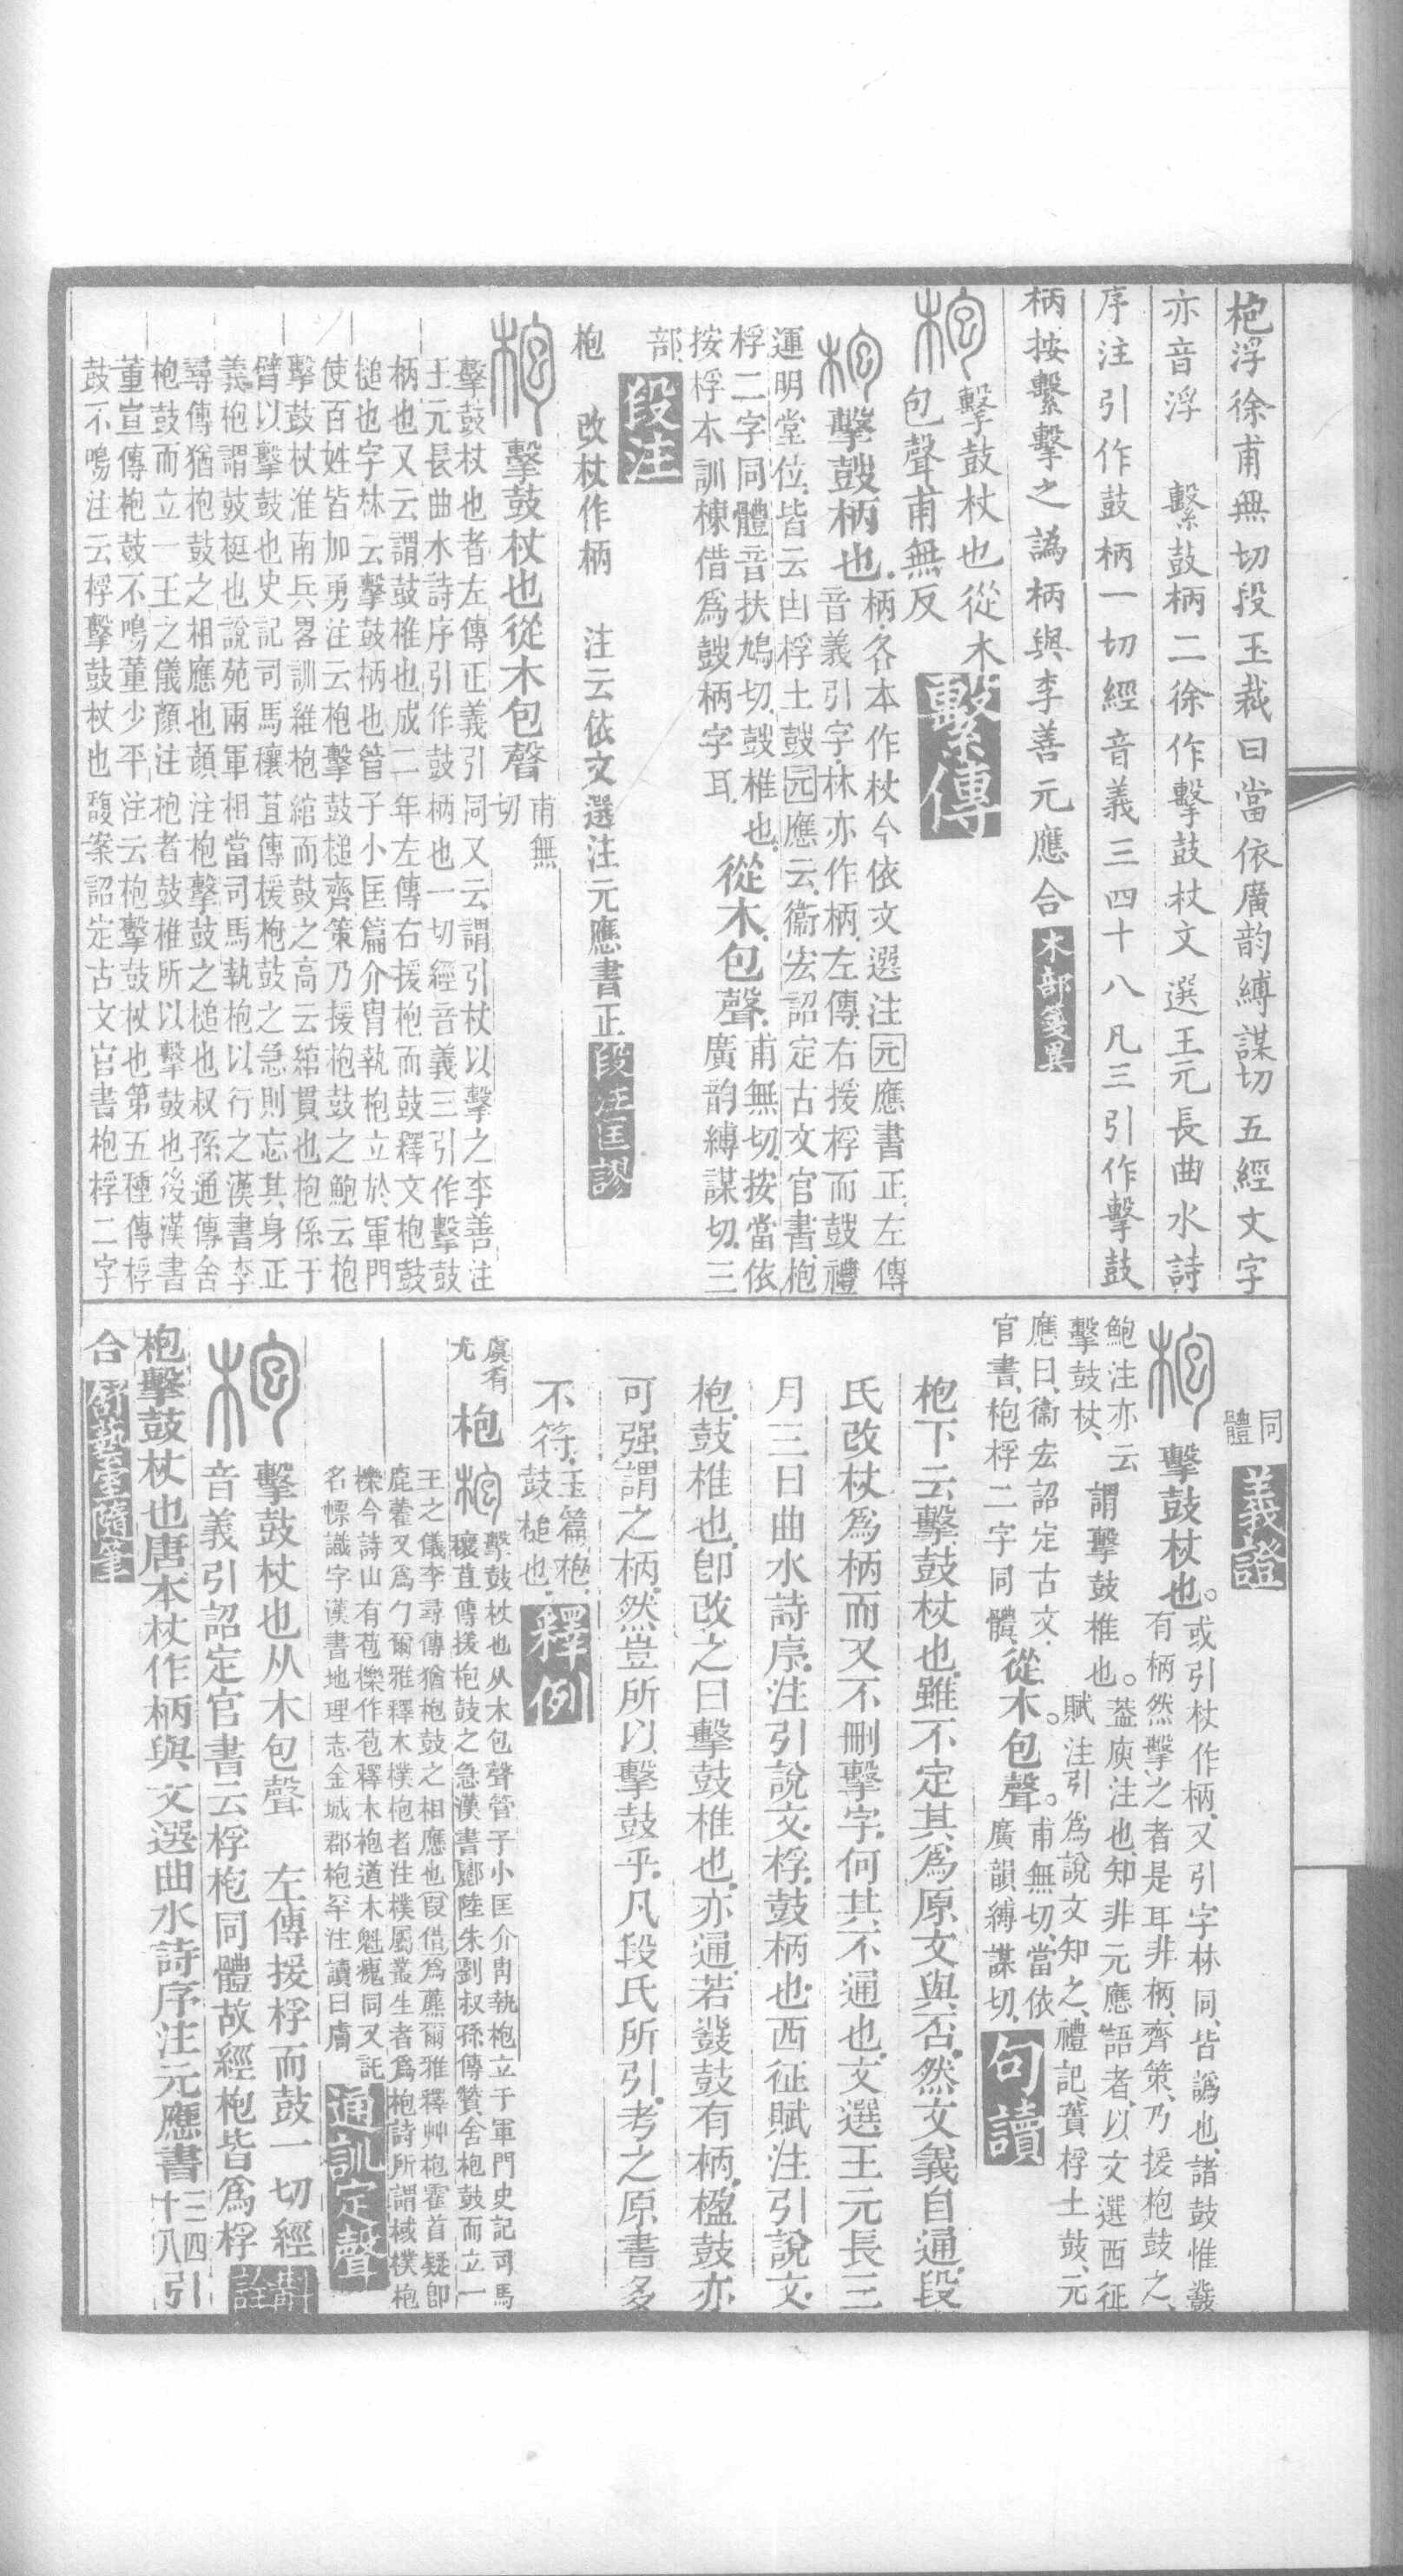 枹浮徐甫無切段玉裁曰當依廣韵縛謀切五經文字
亦音浮　繫鼓柄二徐作擊鼓杖文選王元長曲水詩
序注引作鼓柄一切經音義三四十八凡三引作擊鼓
柄按繫擊之譌柄與李善元應合木部箋異
擊鼓杖也從木
包聲甫無反
繫傳
擊鼓柄也
柄各本作杖今依文選注元應書正左傳
音義引字林亦作柄左傳右援桴而鼓禮
運明堂位皆云凷桴土鼓元應云衞宏詔定古文官書枹
桴二字同體音扶鳩切鼓椎也從木包聲甫無切按當依
按桴本訓棟借爲鼓柄字耳
廣韵縛謀切三
部
段注
枹　改杖作柄　注云依文選注元應書正段注匡謬
擊鼓杖也從木包聲甫無
切
擊鼓杖也者左傳正義引同又云謂引杖以擊之李善注
王元長曲水詩序引作鼓柄也一切經音義三引作擊鼓
柄也又云謂鼓椎也成二年左傳右援枹而鼓釋文枹鼓
槌也字林云擊鼓柄也管子小匡篇介胄執枹立於軍門
使百姓皆加勇注云枹擊鼓槌齊策乃援枹鼓之鮑云枹
擊鼓杖淮南兵畧訓維枹綰而鼓之高云綰貫也枹係于
臂以擊鼓也史記司馬穰苴傳援枹鼓之急則忘其身正
義枹謂鼓梃也說苑兩軍相當司馬執枹以行之漢書李
尋傳猶枹鼓之相應也顏注枹擊鼓之槌也叔孫通傳舍
枹鼓而立一王之儀顏注枹者鼓椎所以擊鼓也後漢書
董宣傳枹鼓不鳴董少平注云枹擊鼓杖也第五種傳桴
鼓不鳴注云桴擊鼓杖也馥案詔定古文官書枹桴二字
同
體
義證
擊鼓杖也
或引杖作柄又引字林同皆譌也諸鼓惟鼗
有柄然擊之者是耳非柄齊策乃援枹鼓之
鮑注亦云
擊鼓杖
謂擊鼓椎也
葢庾注也知非元應語者以文選西征
賦注引爲說文知之禮記蕢桴土鼓元
應曰衞宏詔定古文
官書枹桴二字同體
從木包聲
甫無切當依
廣韻縛謀切
句讀
枹下云擊鼓杖也雖不定其爲原文與否然文義自通段
氏改杖爲柄而又不刪擊字何其不通也文選王元長三
月三日曲水詩序注引說文桴鼓柄也西征賦注引說文
枹鼓椎也卽改之曰擊鼓椎也亦通若鼗鼓有柄楹鼓亦
可强謂之柄然豈所以擊鼓乎凡段氏所引考之原書多
不符玉篇枹
鼓槌也
釋例
虞肴
尤
枹
擊鼓杖也从木包聲管子小匡介胄執枹立于軍門史記司馬
穰苴傳援枹鼓之急漢書酈陸朱劉叔孫傳贊舍枹鼓而立一
王之儀李尋傳猶枹鼓之相應也叚借爲藨爾雅釋艸枹霍首疑卽
鹿藿又爲勹爾雅釋木樸枹者注樸屬叢生者爲枹詩所謂棫樸枹
櫟今詩山有苞櫟作苞釋木枹遒木魁瘣同又託
名幖識字漢書地理志金城郡枹罕注讀曰膚
通訓定聲
擊鼓杖也从木包聲　左傳援桴而鼓一切經
音義引詔定官書云桴枹同體故經枹皆爲桴
斠詮
枹擊鼓杖也唐本杖作柄與文選曲水詩序注元應書三四
十八引
合